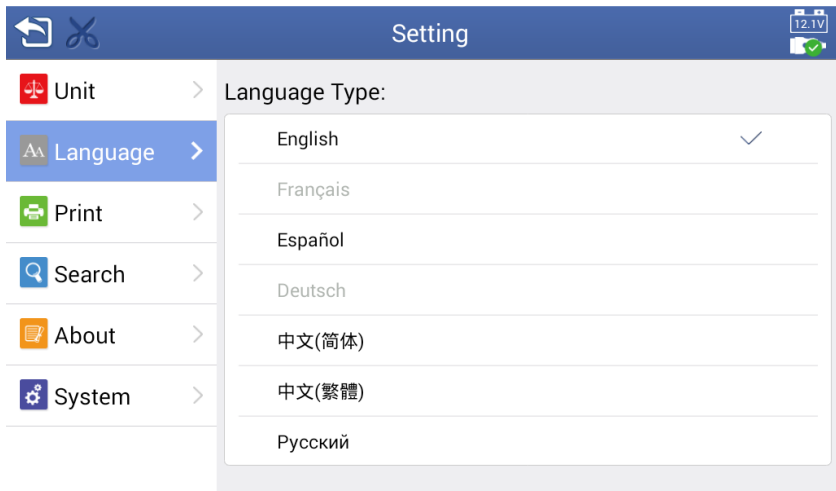 Setting
12.1V
Unit
AA Language
Print
Search
About
System
Language Type:
English
Français
Español
Deutsch
中文(简体)
中文(繁體)
Русский